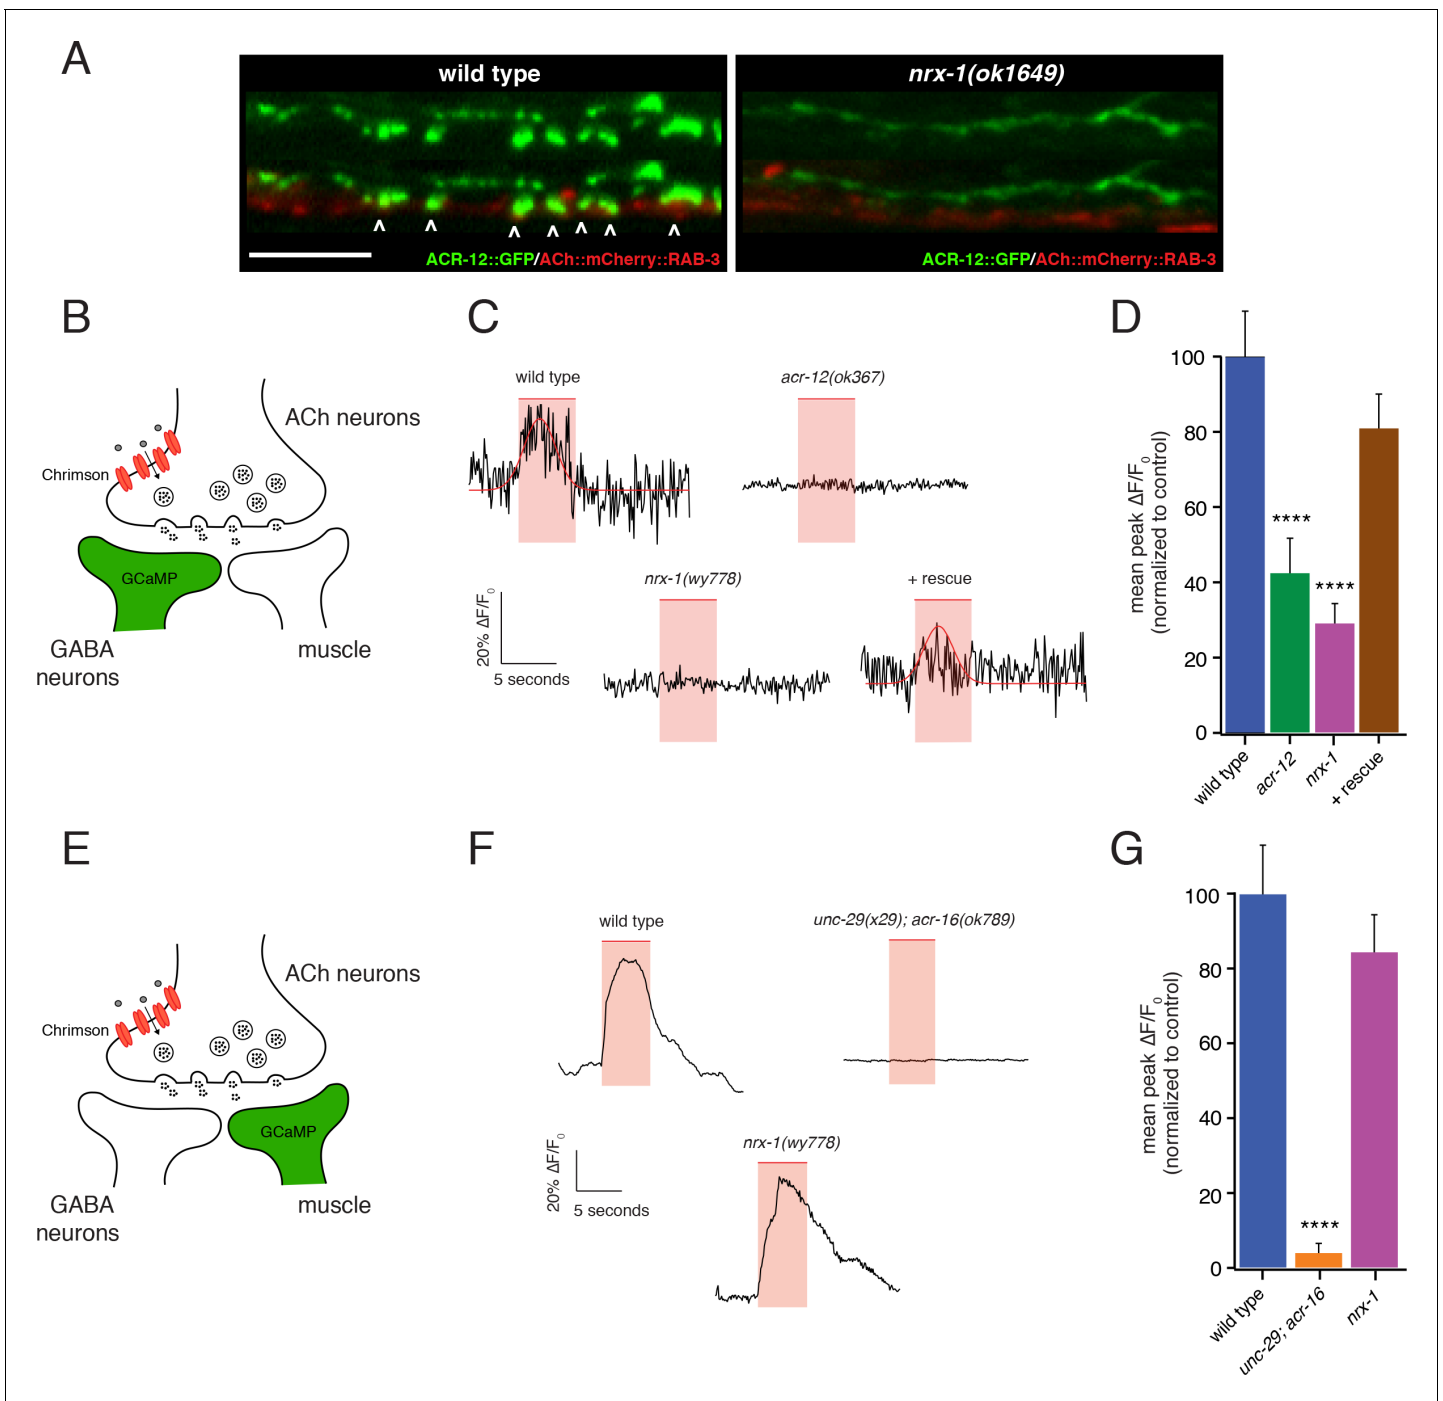 A
wild type
nrx-1(ok1649)
^ ^ ^ ^ ^ ^ ^
ACR-12::GFP/ACh::mCherry::RAB-3
ACR-12::GFP/ACh::mCherry::RAB-3
B
ACh neurons
Chrimson
GCaMP
GABA
neurons
muscle
C
wild type
acr-12(ok367)
nrx-1(wy778)
+ rescue
20% ΔF/F0
5 seconds
D
mean peak ΔF/F0
(normalized to control)
100
80
60
40
20
0
****
****
wild type
acr-12
nrx-1
+ rescue
E
ACh neurons
Chrimson
GCaMP
GABA
neurons
muscle
F
wild type
unc-29(x29); acr-16(ok789)
nrx-1(wy778)
20% ΔF/F0
5 seconds
G
mean peak ΔF/F0
(normalized to control)
100
80
60
40
20
0
****
wild type
unc-29; acr-16
nrx-1